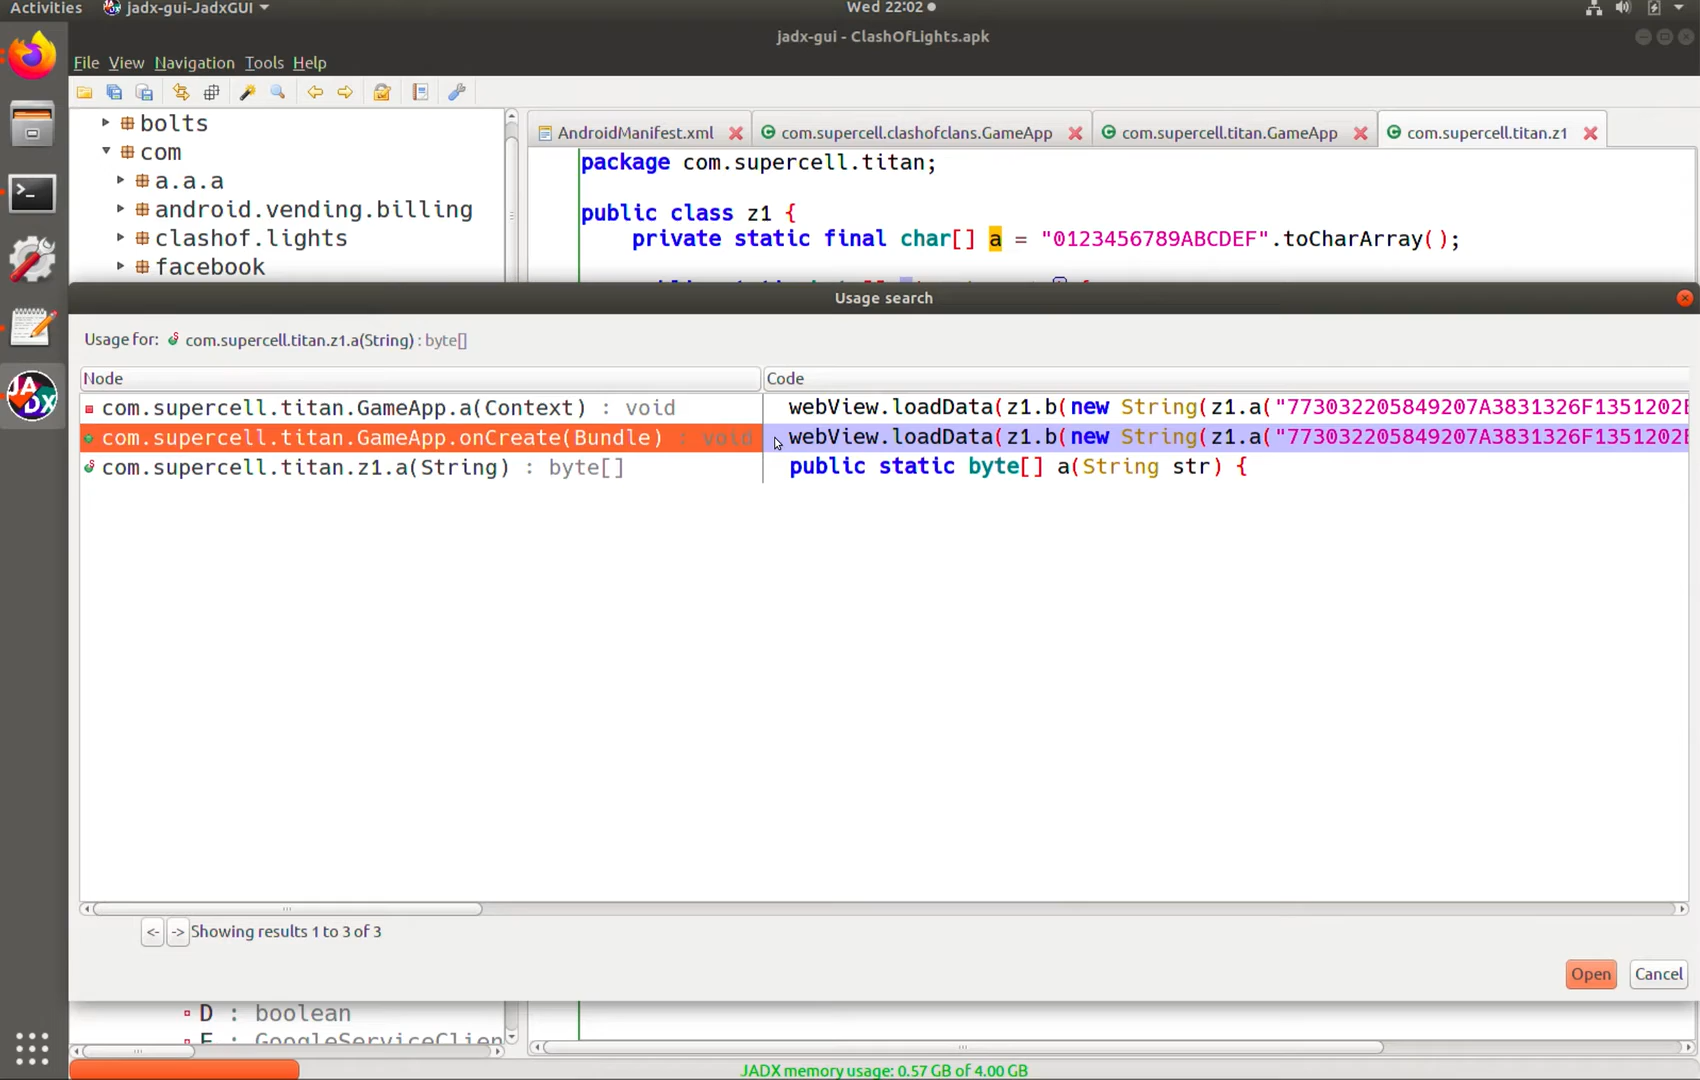 Activities jadx-gui-JadxGUI Wed 22:02
jadx-gui - ClashOfLights.apk
File View Navigation Tools Help
bolts
com
a.a.a
android.vending.billing
clashof.lights
facebook
AndroidManifest.xml com.supercell.clashofclans.GameApp com.supercell.titan.GameApp com.supercell.titan.z1
package com.supercell.titan;
public class z1 {
private static final char[] a = "0123456789ABCDEF".toCharArray();
Usage search
Usage for: com.supercell.titan.z1.a(String) : byte[]
Node Code
com.supercell.titan.GameApp.a(Context) : void webView.loadData(z1.b(new String(z1.a("773032205849207A3831326F1351202E
com.supercell.titan.GameApp.onCreate(Bundle) : void webView.loadData(z1.b(new String(z1.a("773032205849207A3831326F1351202E
com.supercell.titan.z1.a(String) : byte[] public static byte[] a(String str) {
<- -> Showing results 1 to 3 of 3
Open Cancel
D : boolean
JADX memory usage: 0.57 GB of 4.00 GB